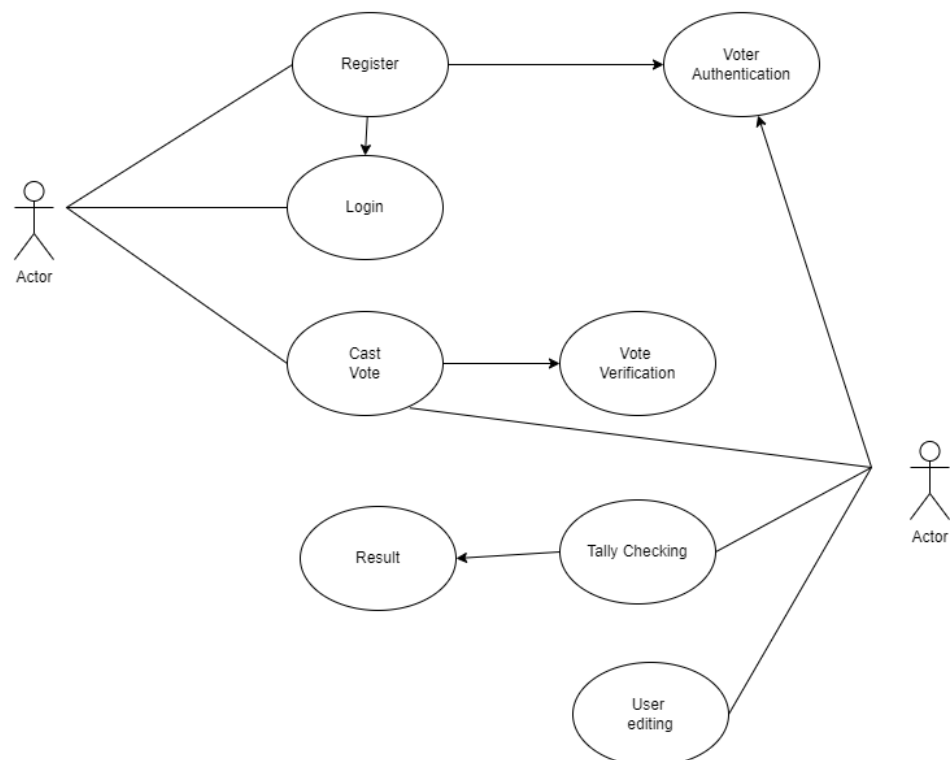 Register
Voter
Authentication
Login
Actor
Cast
Vote
Vote
Verification
Result
Tally Checking
Actor
User
editing